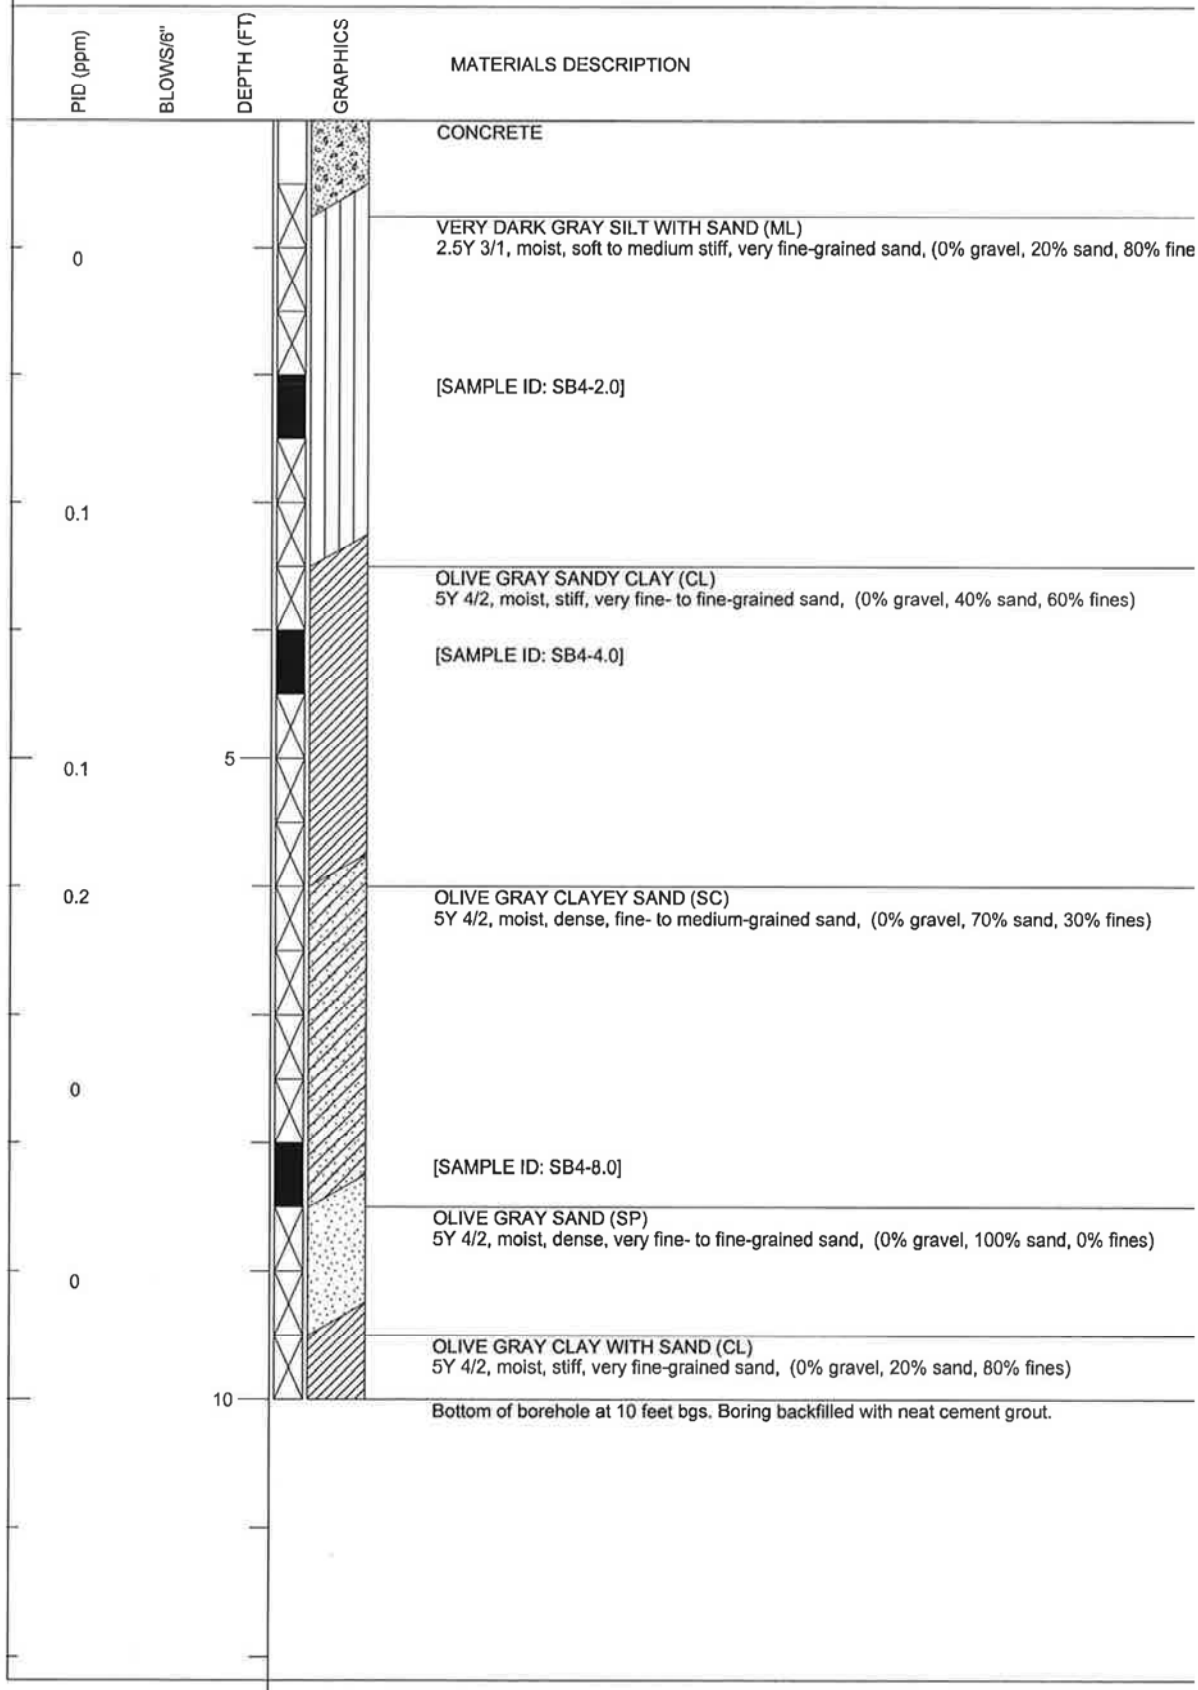 PID (ppm)
BLOWS/6"
DEPTH (FT)
GRAPHICS
MATERIALS DESCRIPTION
CONCRETE
VERY DARK GRAY SILT WITH SAND (ML)
0
2.5Y 3/1, moist, soft to medium stiff, very fine-grained sand, (0% gravel, 20% sand, 80% fine
[SAMPLE ID: SB4-2.0]
0.1
OLIVE GRAY SANDY CLAY (CL)
5Y 4/2, moist, stiff, very fine- to fine-grained sand, (0% gravel, 40% sand, 60% fines)
[SAMPLE ID: SB4-4.0]
0.1
5
0.2
OLIVE GRAY CLAYEY SAND (SC)
5Y 4/2, moist, dense, fine- to medium-grained sand, (0% gravel, 70% sand, 30% fines)
0
[SAMPLE ID: SB4-8.0]
OLIVE GRAY SAND (SP)
5Y 4/2, moist, dense, very fine- to fine-grained sand, (0% gravel, 100% sand, 0% fines)
0
OLIVE GRAY CLAY WITH SAND (CL)
5Y 4/2, moist, stiff, very fine-grained sand, (0% gravel, 20% sand, 80% fines)
10
Bottom of borehole at 10 feet bgs. Boring backfilled with neat cement grout.